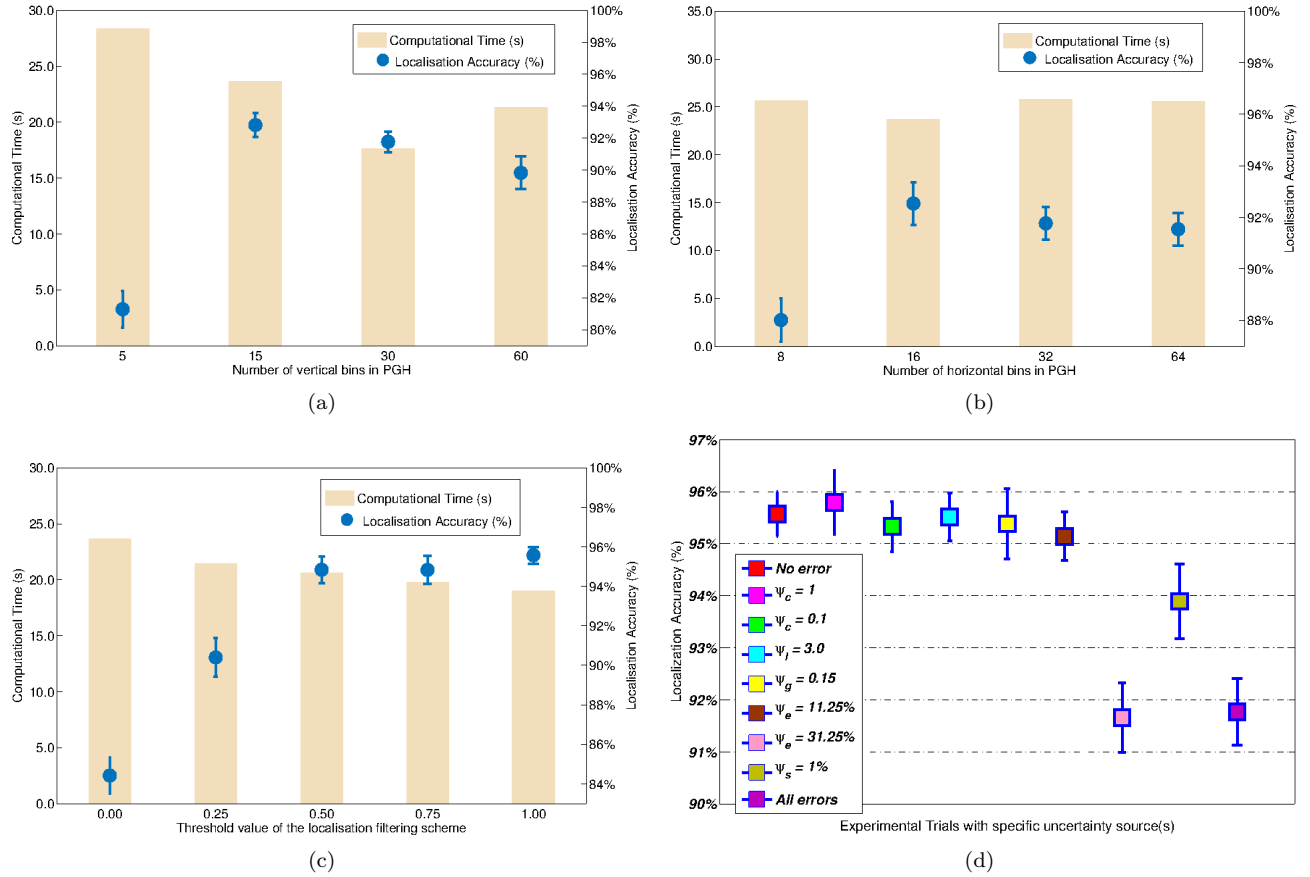 30.0
25.0
20.0
15.0
10.0
5.0
0.0
Computational Time (s)
100%
98%
96%
94%
92%
90%
88%
86%
84%
82%
80%
Localisation Accuracy (%)
Computational Time (s)
Localisation Accuracy (%)
5 15 30 60
Number of vertical bins in PGH
(a)
35.0
30.0
25.0
20.0
15.0
10.0
5.0
0.0
Computational Time (s)
100%
98%
96%
94%
92%
90%
88%
Localisation Accuracy (%)
Computational Time (s)
Localisation Accuracy (%)
8 16 32 64
Number of horizontal bins in PGH
(b)
30.0
25.0
20.0
15.0
10.0
5.0
0.0
Computational Time (s)
100%
98%
96%
94%
92%
90%
88%
86%
84%
Localisation Accuracy (%)
Computational Time (s)
Localisation Accuracy (%)
0.00 0.25 0.50 0.75 1.00
Threshold value of the localisation filtering scheme
(c)
97%
96%
95%
94%
93%
92%
91%
90%
Localization Accuracy (%)
No error
Ψc = 1
Ψc = 0.1
Ψl = 3.0
Ψg = 0.15
Ψe = 11.25%
Ψe = 31.25%
Ψs = 1%
All errors
Experimental Trials with specific uncertainty source(s)
(d)